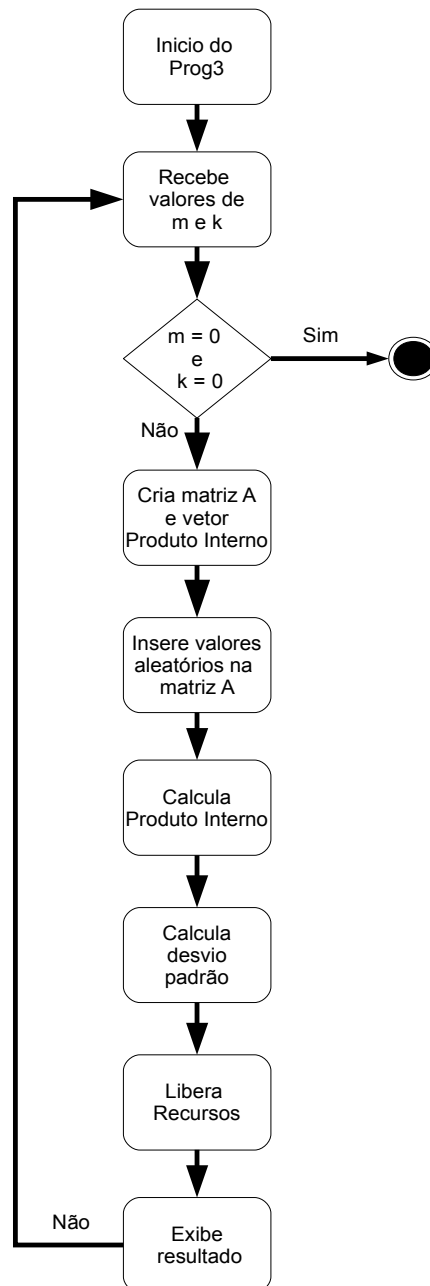 Inicio do
Prog3
Recebe
valores de
m e k
m = 0
e
k = 0
Sim
Não
Cria matriz A
e vetor
Produto Interno
Insere valores
aleatórios na
matriz A
Calcula
Produto Interno
Calcula
desvio
padrão
Libera
Recursos
Não
Exibe
resultado